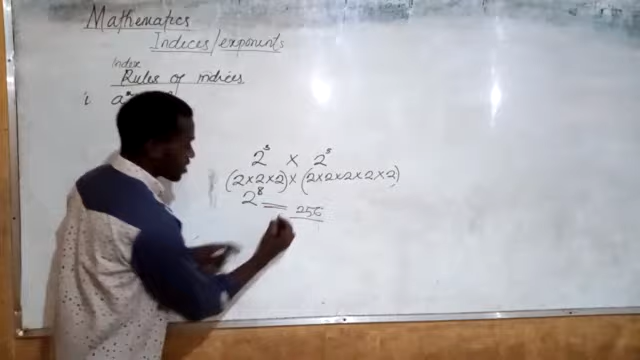 Mathematics
Indices/exponents
Index
Rules of indices
i. a
2³ × 2⁵
(2×2×2)×(2×2×2×2×2)
2⁸ = 256